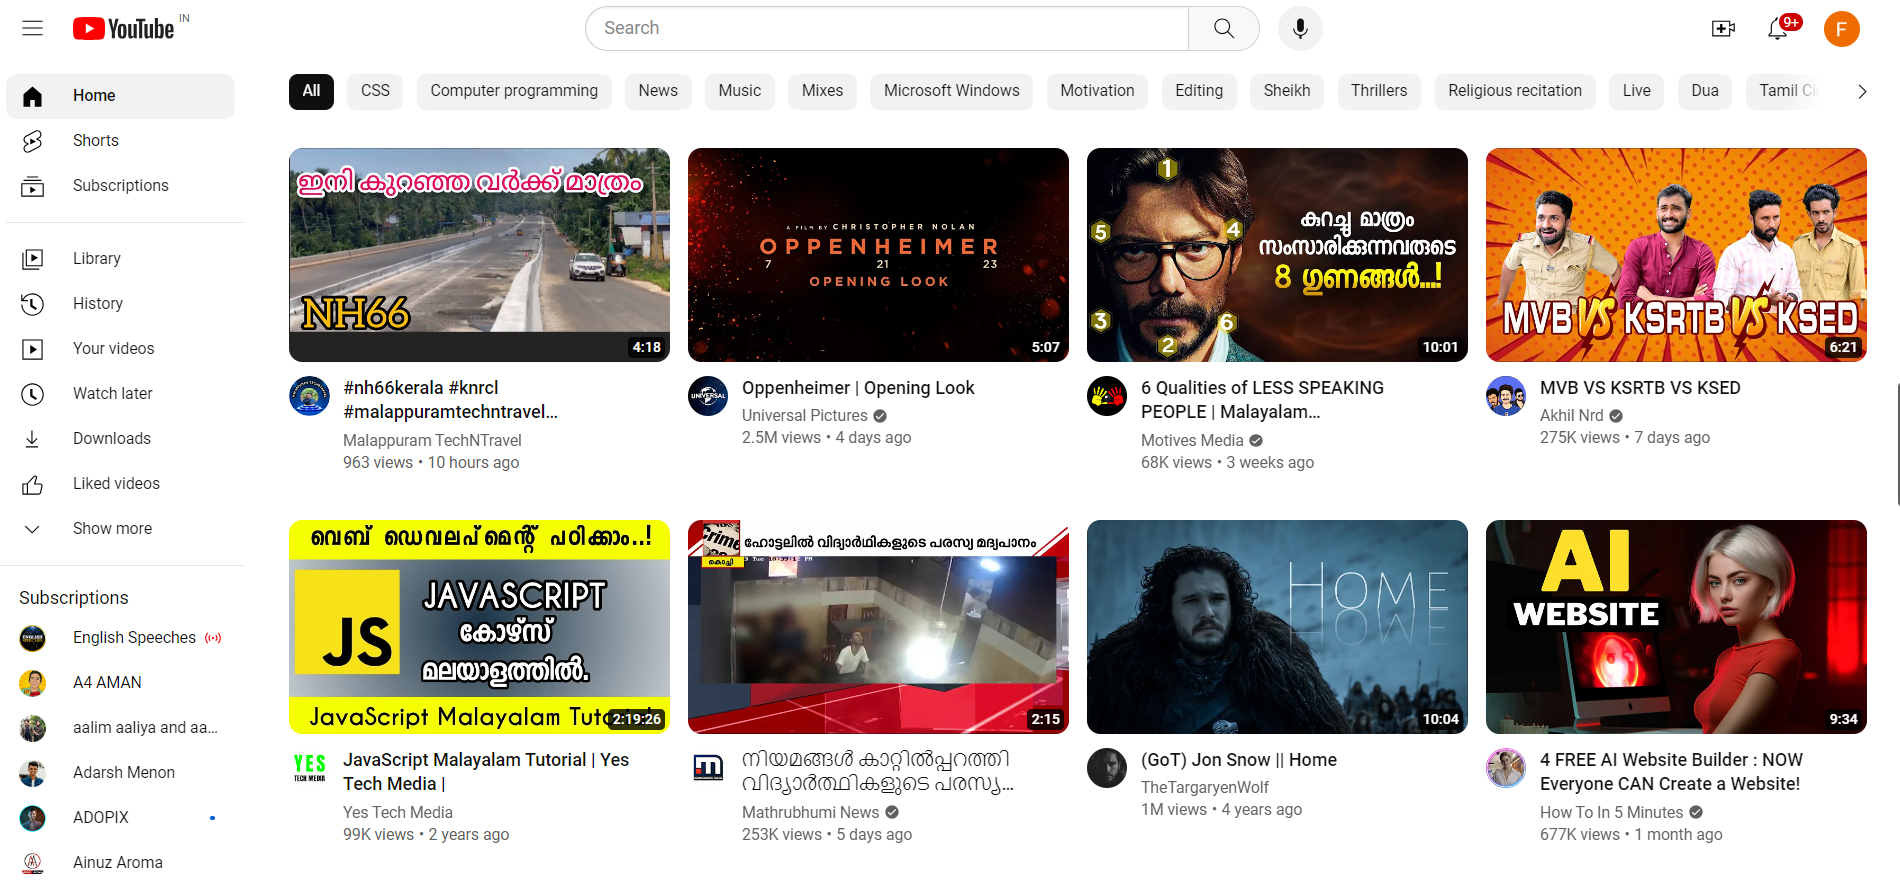 YouTube IN
Search
9+
F
Home
Shorts
Subscriptions
Library
History
Your videos
Watch later
Downloads
Liked videos
Show more
Subscriptions
English Speeches
A4 AMAN
aalim aaliya and aa...
Adarsh Menon
ADOPIX
Ainuz Aroma
All CSS Computer programming News Music Mixes Microsoft Windows Motivation Editing Sheikh Thrillers Religious recitation Live Dua Tamil Ci
ഇനി കുറഞ്ഞ വർക്ക് മാത്രം
NH66
4:18
#nh66kerala #knrcl
#malappuramtechntravel...
Malappuram TechNTravel
963 views • 10 hours ago
A FILM BY CHRISTOPHER NOLAN
OPPENHEIMER
7 21 23
OPENING LOOK
5:07
UNIVERSAL
Oppenheimer | Opening Look
Universal Pictures
2.5M views • 4 days ago
1
5
4
3
6
2
കുറച്ചു മാത്രം
സംസാരിക്കുന്നവരുടെ
8 ഗുണങ്ങൾ...!
10:01
6 Qualities of LESS SPEAKING
PEOPLE | Malayalam...
Motives Media
68K views • 3 weeks ago
MVB VS KSRTB VS KSED
6:21
MVB VS KSRTB VS KSED
Akhil Nrd
275K views • 7 days ago
വെബ് ഡെവലപ്മെന്റ് പഠിക്കാം..!
JS
JAVASCRIPT
കോഴ്സ്
മലയാളത്തിൽ.
JavaScript Malayalam Tutorial
2:19:26
YES
TECH MEDIA
JavaScript Malayalam Tutorial | Yes
Tech Media |
Yes Tech Media
99K views • 2 years ago
ഹോട്ടലിൽ വിദ്യാർഥികളുടെ പരസ്യ മദ്യപാനം
കൊച്ചി
2:15
നിയമങ്ങൾ കാറ്റിൽപ്പറത്തി
വിദ്യാർത്ഥികളുടെ പരസ്യ...
Mathrubhumi News
253K views • 5 days ago
HOME
10:04
(GoT) Jon Snow || Home
TheTargaryenWolf
1M views • 4 years ago
AI
WEBSITE
9:34
4 FREE AI Website Builder : NOW
Everyone CAN Create a Website!
How To In 5 Minutes
677K views • 1 month ago